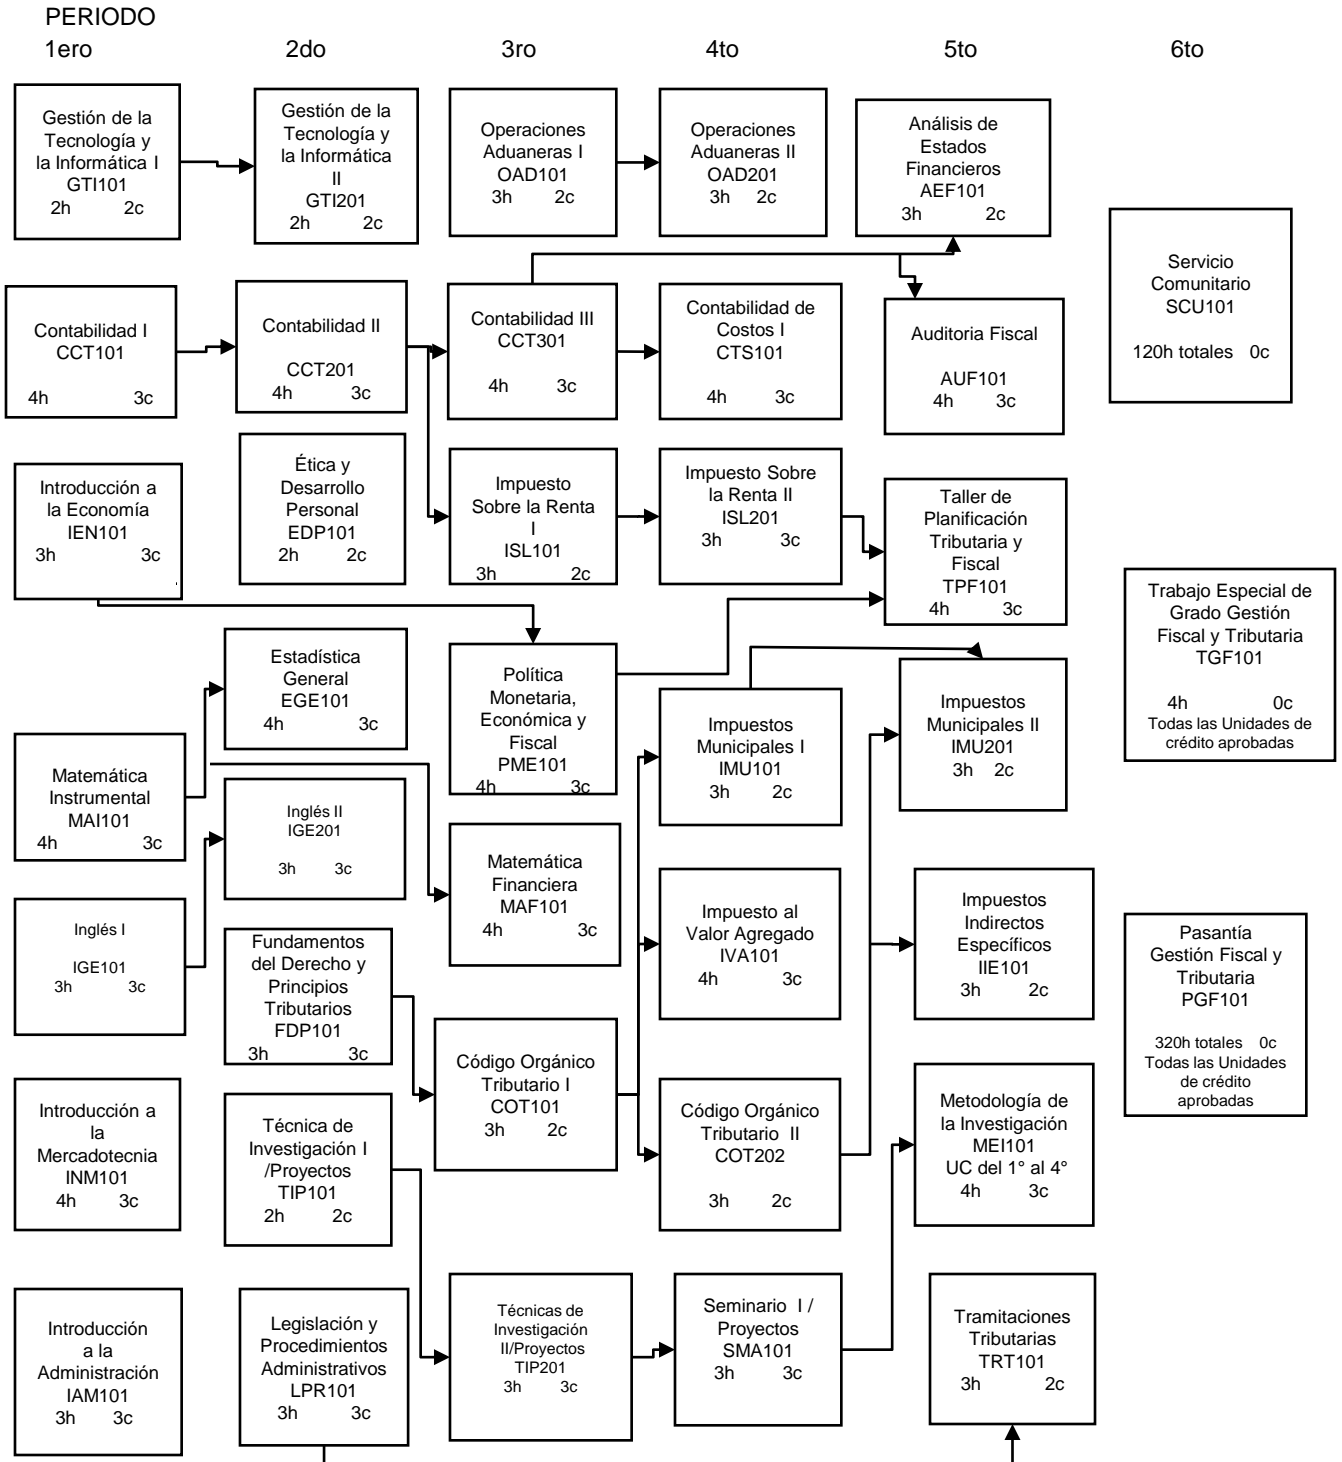 PERIODO
1ero 2do 3ro 4to 5to 6to
Gestión de la
Tecnología y
la Informática I
GTI101
2h 2c
Contabilidad I
CCT101
4h 3c
Introducción a
la Economía
IEN101
3h 3c
Matemática
Instrumental
MAI101
4h 3c
Inglés I
IGE101
3h 3c
Introducción a
la
Mercadotecnia
INM101
4h 3c
Introducción
a la
Administración
IAM101
3h 3c
Gestión de la
Tecnología y
la Informática
II
GTI201
2h 2c
Contabilidad II
CCT201
4h 3c
Ética y
Desarrollo
Personal
EDP101
2h 2c
Estadística
General
EGE101
4h 3c
Inglés II
IGE201
3h 3c
Fundamentos
del Derecho y
Principios
Tributarios
FDP101
3h 3c
Técnica de
Investigación I
/Proyectos
TIP101
2h 2c
Legislación y
Procedimientos
Administrativos
LPR101
3h 3c
Operaciones
Aduaneras I
OAD101
3h 2c
Contabilidad III
CCT301
4h 3c
Impuesto
Sobre la Renta
I
ISL101
3h 2c
Política
Monetaria,
Económica y
Fiscal
PME101
4h 3c
Matemática
Financiera
MAF101
4h 3c
Código Orgánico
Tributario I
COT101
3h 2c
Técnicas de
Investigación
II/Proyectos
TIP201
3h 3c
Operaciones
Aduaneras II
OAD201
3h 2c
Contabilidad de
Costos I
CTS101
4h 3c
Impuesto Sobre
la Renta II
ISL201
3h 3c
Impuestos
Municipales I
IMU101
3h 2c
Impuesto al
Valor Agregado
IVA101
4h 3c
Código Orgánico
Tributario II
COT202
3h 2c
Seminario I /
Proyectos
SMA101
3h 3c
Análisis de
Estados
Financieros
AEF101
3h 2c
Auditoria Fiscal
AUF101
4h 3c
Taller de
Planificación
Tributaria y
Fiscal
TPF101
4h 3c
Impuestos
Municipales II
IMU201
3h 2c
Impuestos
Indirectos
Específicos
IIE101
3h 2c
Metodología de
la Investigación
MEI101
UC del 1° al 4°
4h 3c
Tramitaciones
Tributarias
TRT101
3h 2c
Servicio
Comunitario
SCU101
120h totales 0c
Trabajo Especial de
Grado Gestión
Fiscal y Tributaria
TGF101
4h 0c
Todas las Unidades de
crédito aprobadas
Pasantía
Gestión Fiscal y
Tributaria
PGF101
320h totales 0c
Todas las Unidades
de crédito
aprobadas